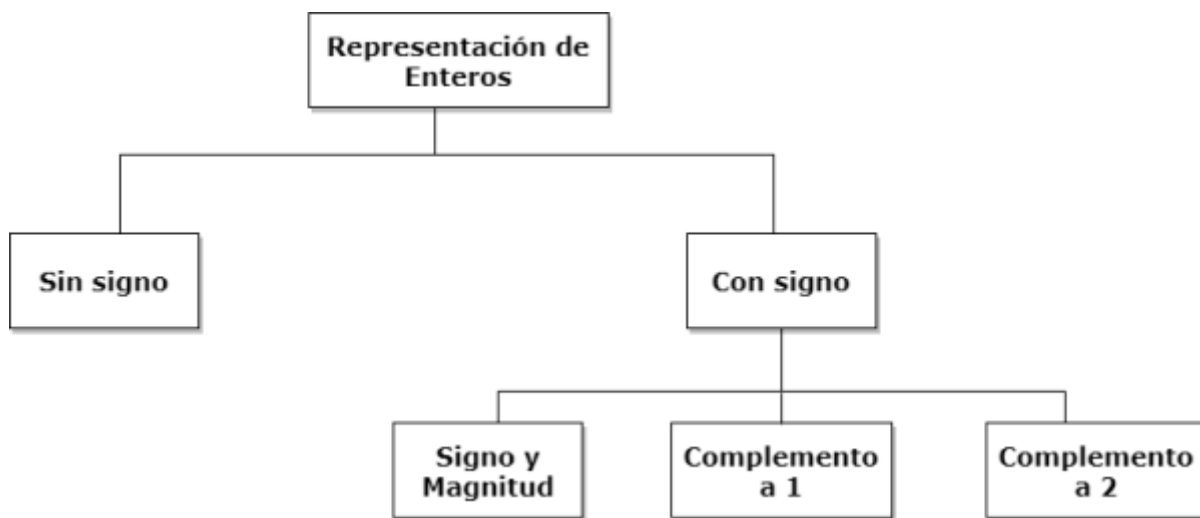 Representación de
Enteros
Sin signo
Con signo
Signo y
Magnitud
Complemento
a 1
Complemento
a 2